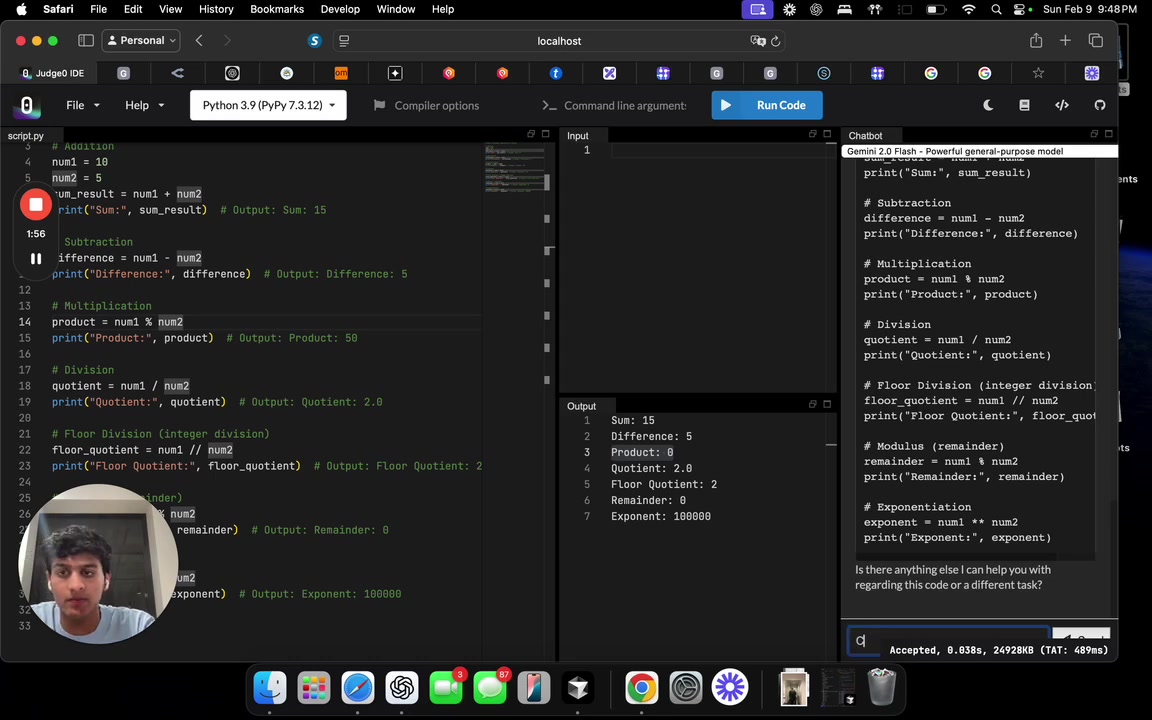 Safari File Edit View History Bookmarks Develop Window Help Sun Feb 9 9:48 PM
Personal localhost
Judge0 IDE
File Help Python 3.9 (PyPy 7.3.12) Compiler options Command line arguments Run Code
script.py
3 # Addition
4 num1 = 10
5 num2 = 5
sum_result = num1 + num2
print("Sum:", sum_result) # Output: Sum: 15
Subtraction
difference = num1 - num2
print("Difference:", difference) # Output: Difference: 5
12
13 # Multiplication
14 product = num1 % num2
15 print("Product:", product) # Output: Product: 50
16
17 # Division
18 quotient = num1 / num2
19 print("Quotient:", quotient) # Output: Quotient: 2.0
20
21 # Floor Division (integer division)
22 floor_quotient = num1 // num2
23 print("Floor Quotient:", floor_quotient) # Output: Floor Quotient: 2
24
25
26 % num2
remainder) # Output: Remainder: 0
num2
exponent) # Output: Exponent: 100000
32
33
1:56
Input
1
Output
1 Sum: 15
2 Difference: 5
3 Product: 0
4 Quotient: 2.0
5 Floor Quotient: 2
6 Remainder: 0
7 Exponent: 100000
Chatbot
Gemini 2.0 Flash - Powerful general-purpose model
print("Sum:", sum_result)
# Subtraction
difference = num1 - num2
print("Difference:", difference)
# Multiplication
product = num1 % num2
print("Product:", product)
# Division
quotient = num1 / num2
print("Quotient:", quotient)
# Floor Division (integer division)
floor_quotient = num1 // num2
print("Floor Quotient:", floor_quot
# Modulus (remainder)
remainder = num1 % num2
print("Remainder:", remainder)
# Exponentiation
exponent = num1 ** num2
print("Exponent:", exponent)
Is there anything else I can help you with
regarding this code or a different task?
Accepted, 0.038s, 24928KB (TAT: 489ms)
3 87